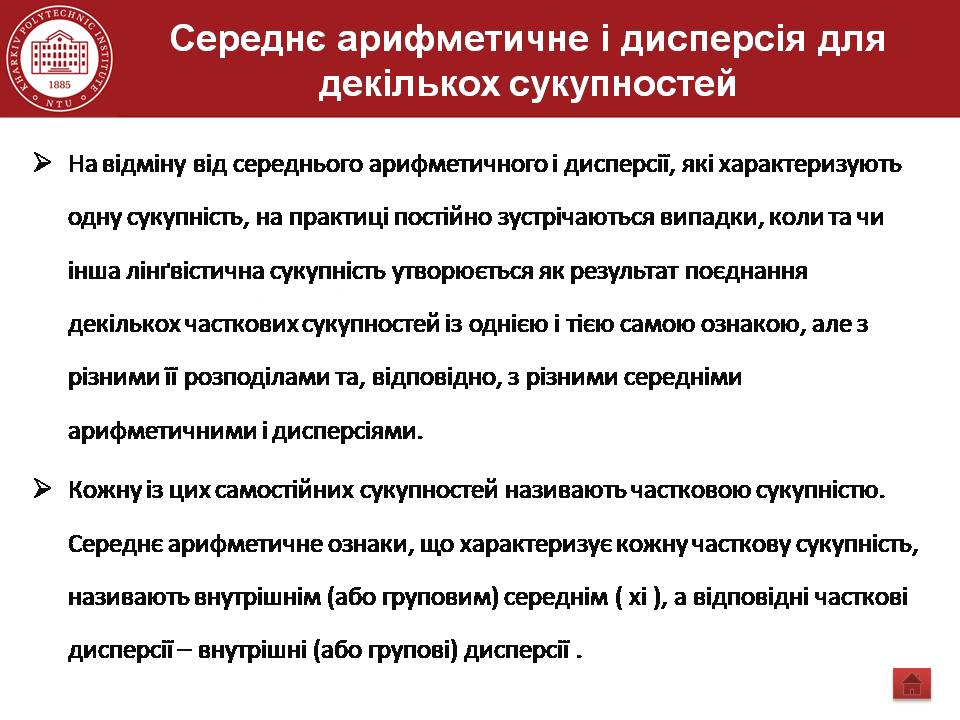 KHARKIV POLYTECHNIC INSTITUTE
1885
NTU
Середнє арифметичне і дисперсія для
декількох сукупностей
➢ На відміну від середнього арифметичного і дисперсії, які характеризують
одну сукупність, на практиці постійно зустрічаються випадки, коли та чи
інша лінґвістична сукупність утворюється як результат поєднання
декількох часткових сукупностей із однією і тією самою ознакою, але з
різними її розподілами та, відповідно, з різними середніми
арифметичними і дисперсіями.
➢ Кожну із цих самостійних сукупностей називають частковою сукупністю.
Середнє арифметичне ознаки, що характеризує кожну часткову сукупність,
називають внутрішнім (або груповим) середнім ( хі ), а відповідні часткові
дисперсії – внутрішні (або групові) дисперсії .